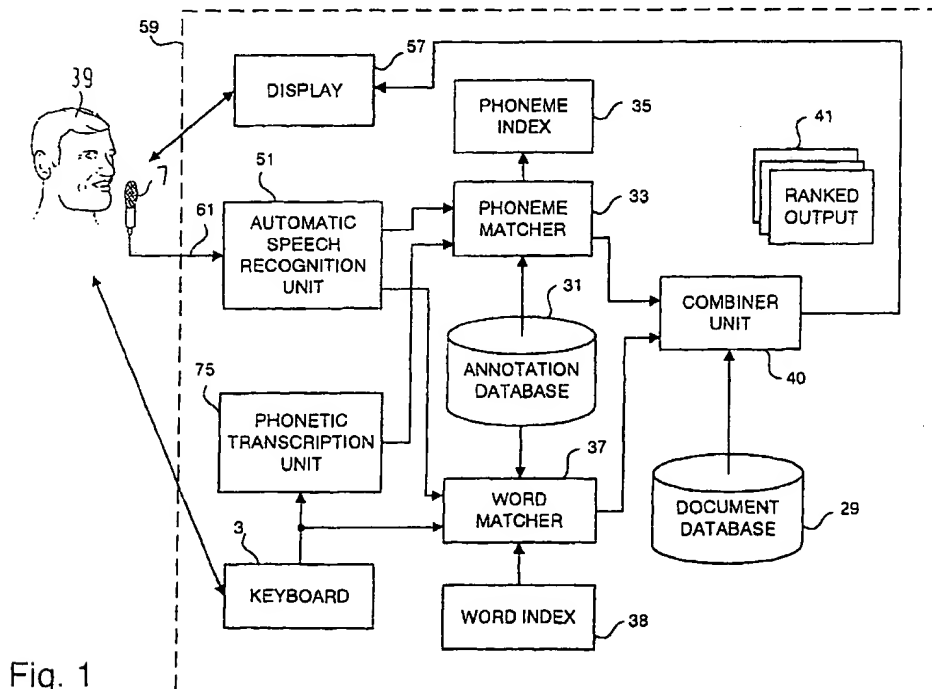 59
57
39
DISPLAY
PHONEME
INDEX
35
41
RANKED
OUTPUT
7
51
61
AUTOMATIC
SPEECH
RECOGNITION
UNIT
PHONEME
MATCHER
33
31
ANNOTATION
DATABASE
COMBINER
UNIT
40
75
PHONETIC
TRANSCRIPTION
UNIT
37
WORD
MATCHER
DOCUMENT
DATABASE
29
3
KEYBOARD
WORD INDEX
38
Fig. 1